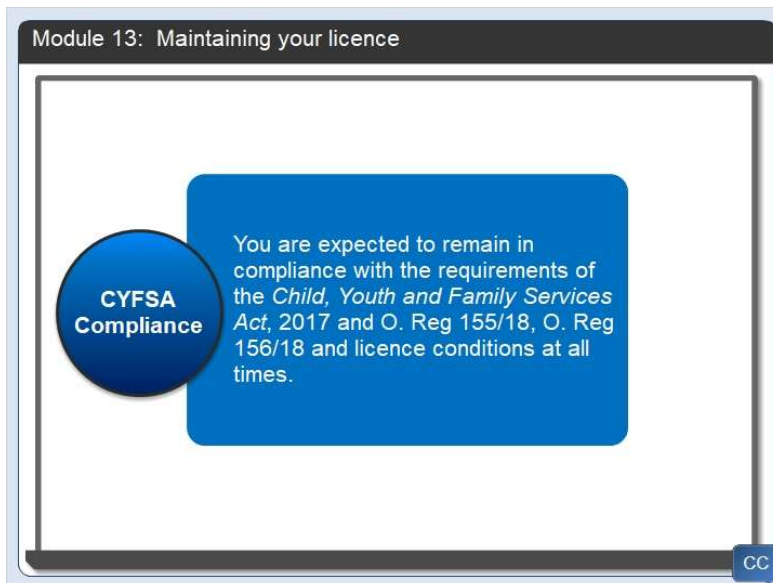 Module 13:  Maintaining your licence
CYFSA
Compliance
You are expected to remain in
compliance with the requirements of
the Child, Youth and Family Services
Act, 2017 and O. Reg 155/18, O. Reg
156/18 and licence conditions at all
times.
CC